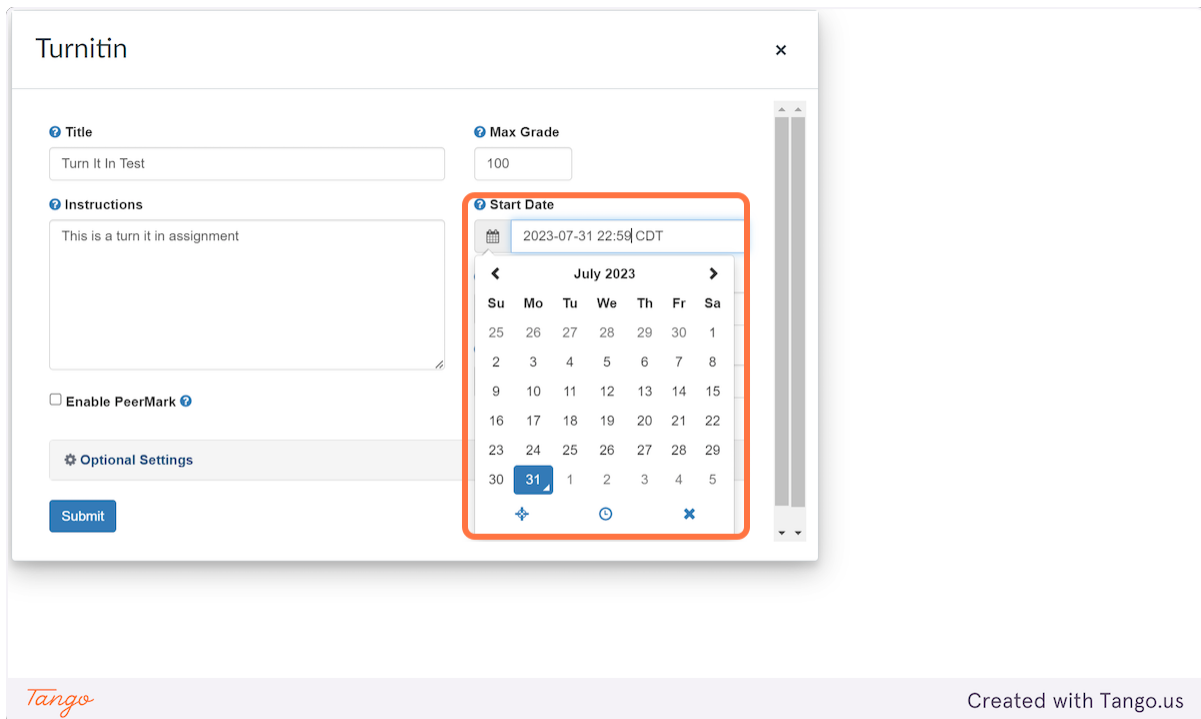 Turnitin
Title
Turn It In Test
Max Grade
100
Instructions
This is a turn it in assignment
Start Date
2023-07-31 22:59 CDT
July 2023
Su Mo Tu We Th Fr Sa
25 26 27 28 29 30 1
2 3 4 5 6 7 8
9 10 11 12 13 14 15
16 17 18 19 20 21 22
23 24 25 26 27 28 29
30 31 1 2 3 4 5
Enable PeerMark
Optional Settings
Submit
Tango
Created with Tango.us